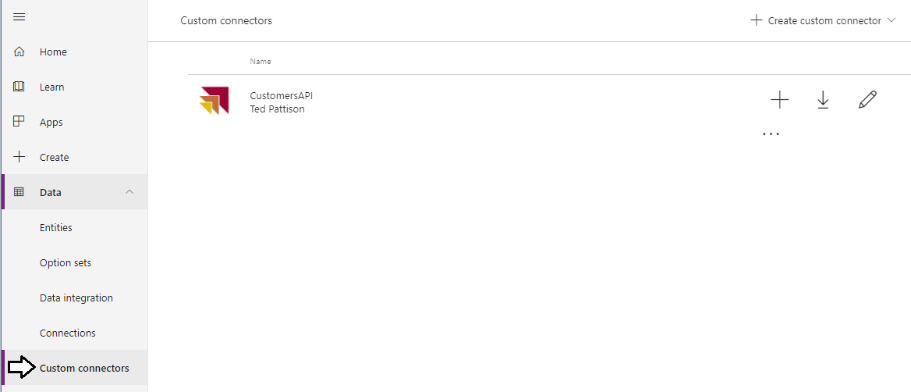 Custom connectors
Create custom connector
Home
Learn
Apps
Create
Data
Entities
Option sets
Data integration
Connections
Custom connectors
Name
CustomersAPI
Ted Pattison
...